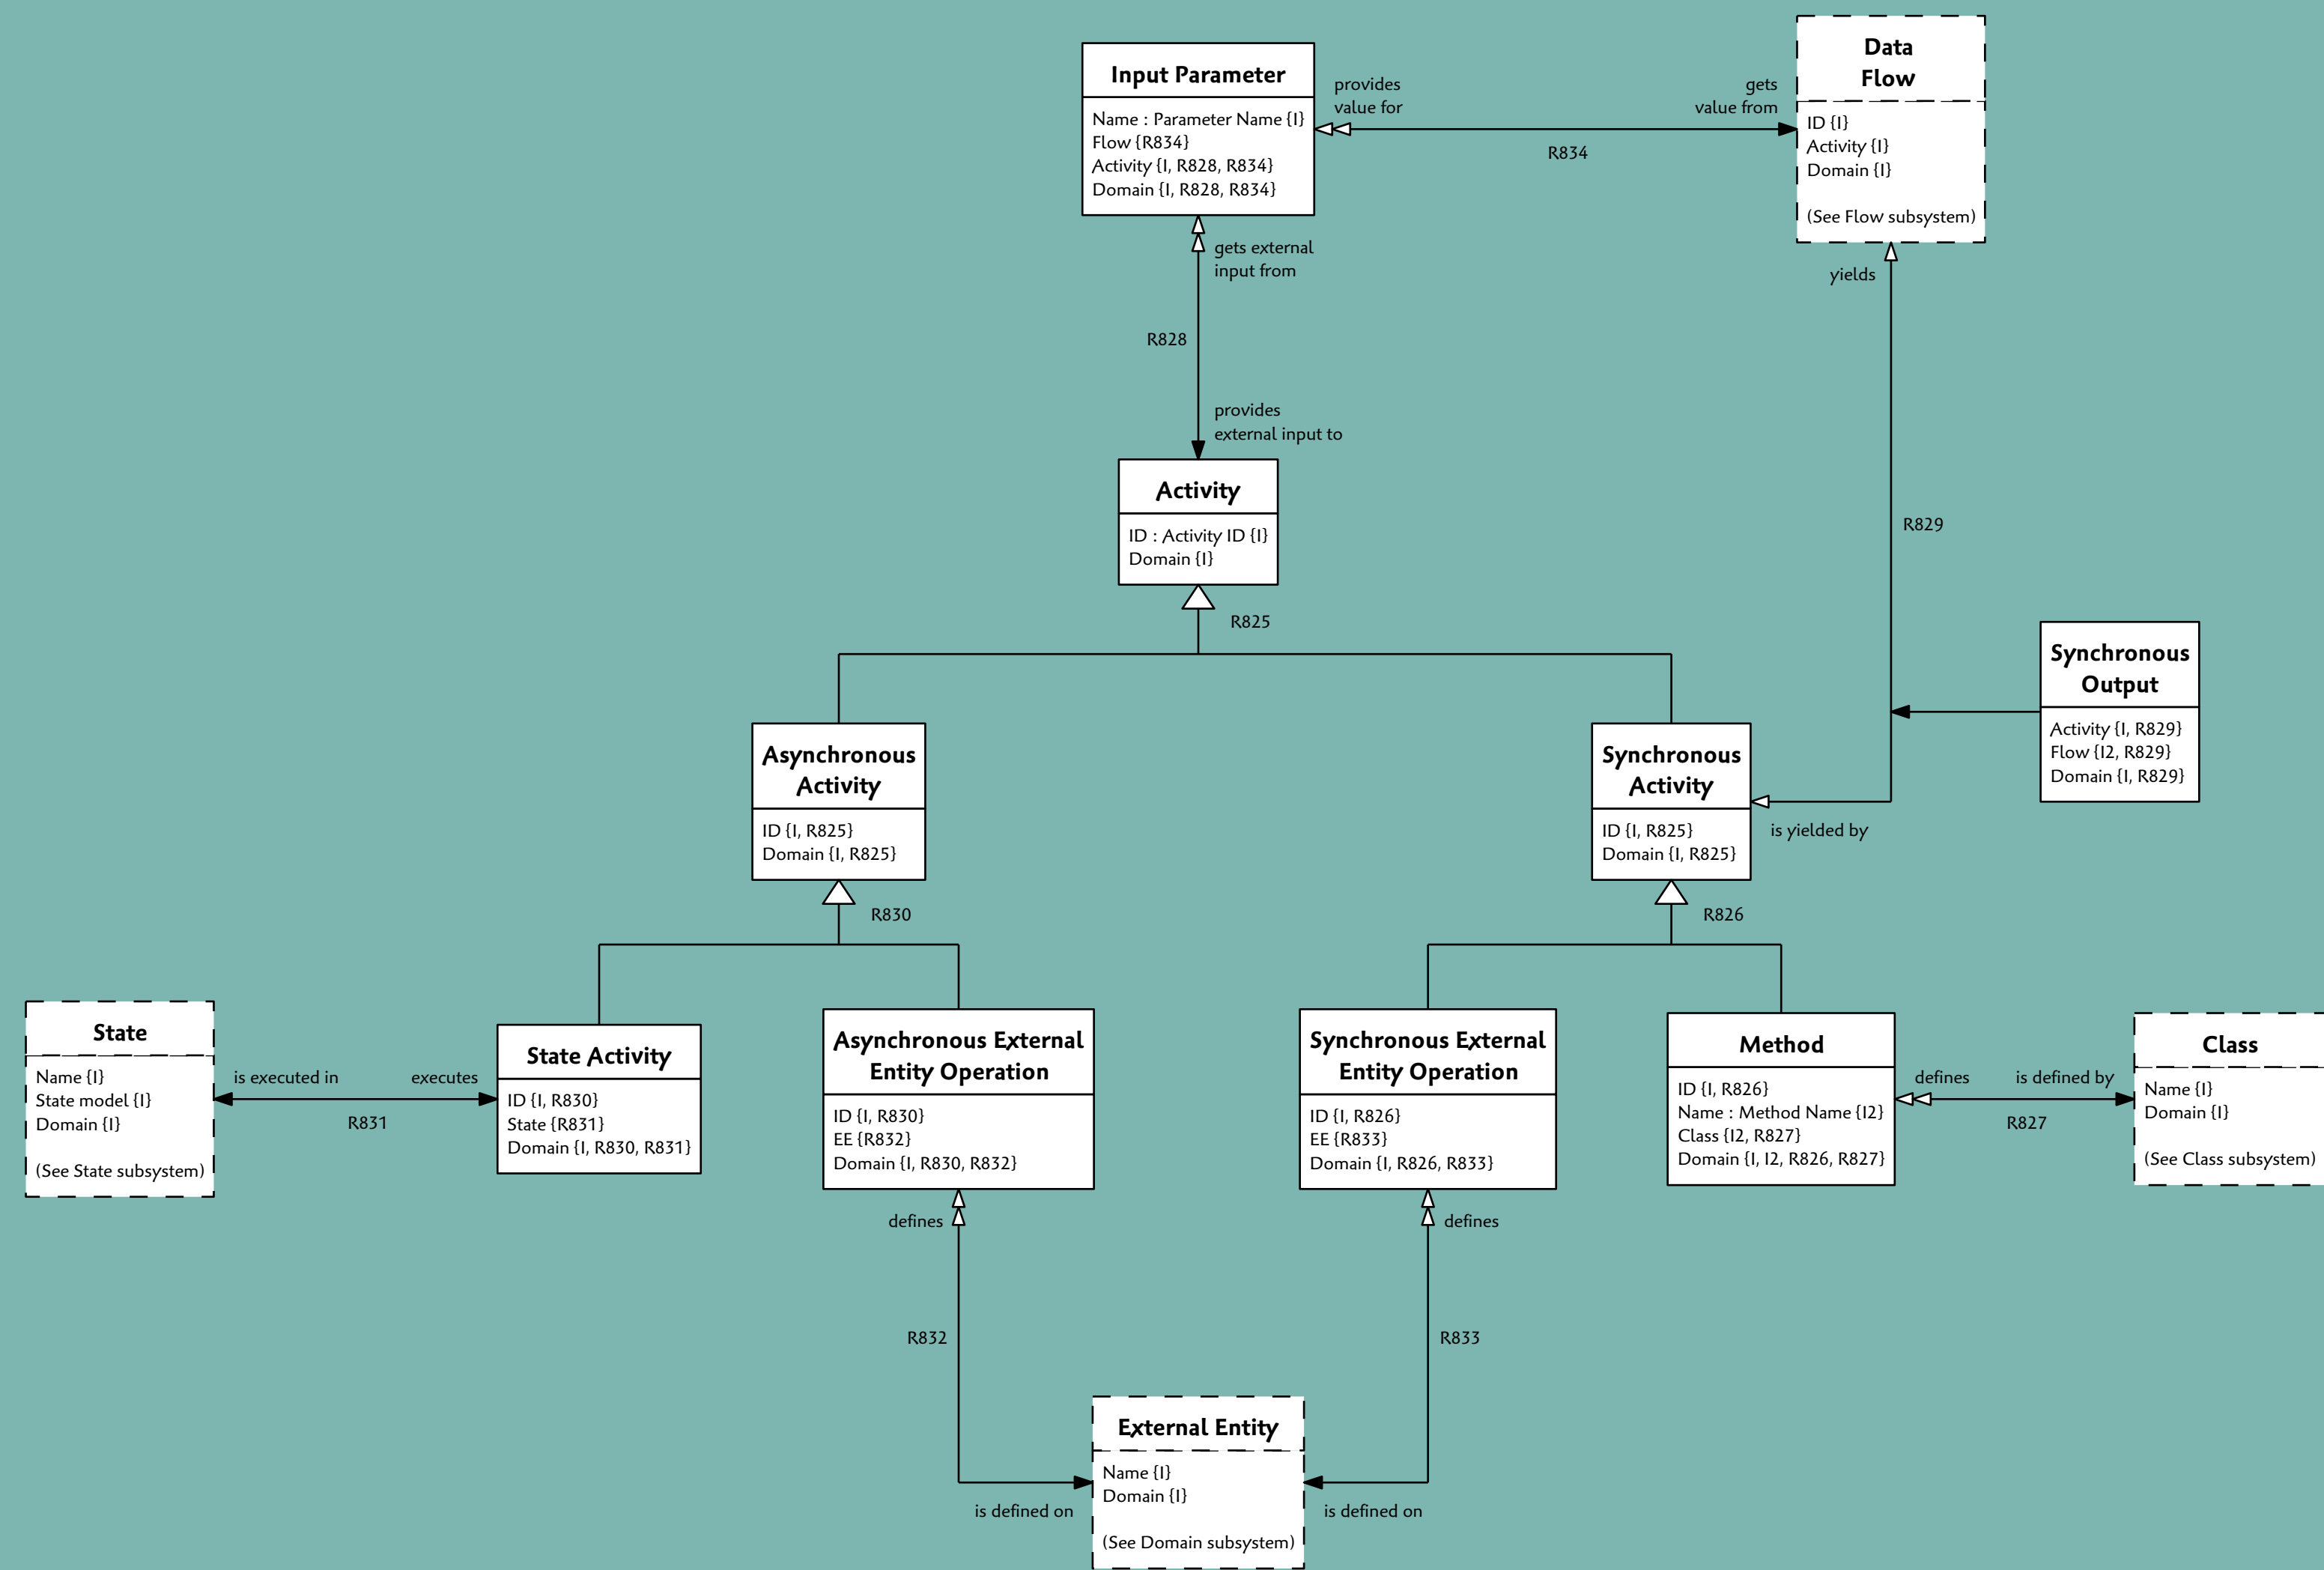 Input Parameter
Name : Parameter Name {I}
Flow {R834}
Activity {I, R828, R834}
Domain {I, R828, R834}
provides
value for
gets
value from
R834
Data
Flow
ID {I}
Activity {I}
Domain {I}
(See Flow subsystem)
gets external
input from
yields
R828
provides
external input to
Activity
ID : Activity ID {I}
Domain {I}
R829
R825
Synchronous
Output
Activity {I, R829}
Flow {I2, R829}
Domain {I, R829}
Asynchronous
Activity
ID {I, R825}
Domain {I, R825}
Synchronous
Activity
ID {I, R825}
Domain {I, R825}
is yielded by
R830
R826
State
Name {I}
State model {I}
Domain {I}
(See State subsystem)
is executed in
executes
R831
State Activity
ID {I, R830}
State {R831}
Domain {I, R830, R831}
Asynchronous External
Entity Operation
ID {I, R830}
EE {R832}
Domain {I, R830, R832}
Synchronous External
Entity Operation
ID {I, R826}
EE {R833}
Domain {I, R826, R833}
Method
ID {I, R826}
Name : Method Name {I2}
Class {I2, R827}
Domain {I, I2, R826, R827}
defines
is defined by
R827
Class
Name {I}
Domain {I}
(See Class subsystem)
defines
defines
R832
R833
External Entity
Name {I}
Domain {I}
(See Domain subsystem)
is defined on
is defined on